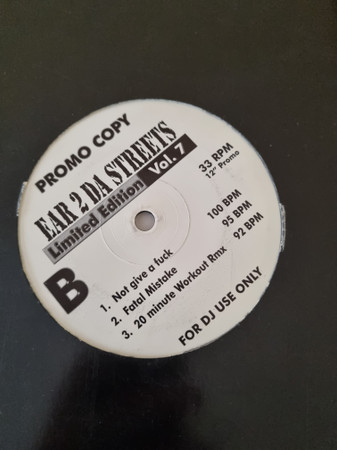 PROMO COPY
EAR 2 DA STREETS
Limited Edition Vol. 7
33 RPM
12" Promo
B
1. Not give a fuck 100 BPM
2. Fatal Mistake 95 BPM
3. 20 minute Workout Rmx 92 BPM
FOR DJ USE ONLY